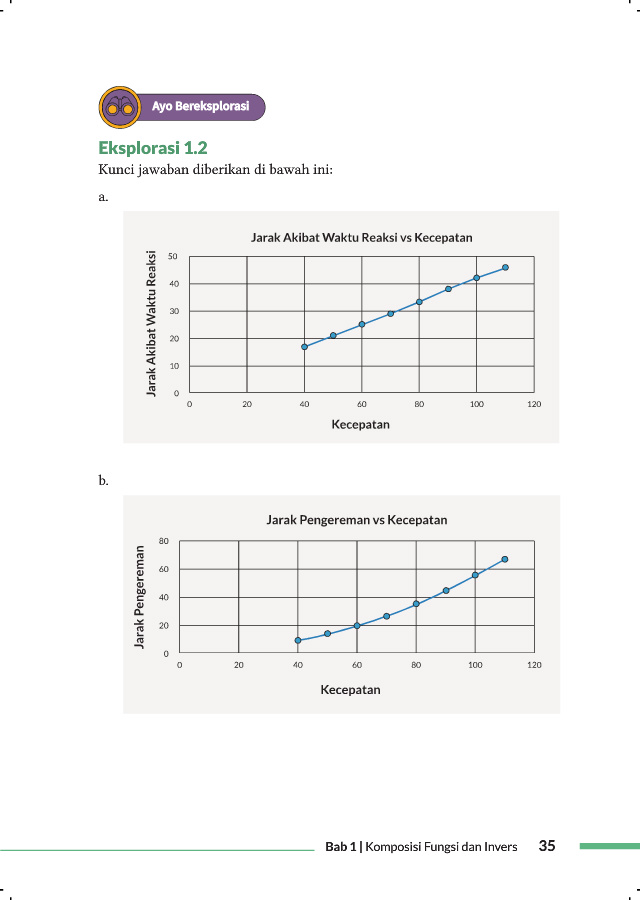 Ayo Bereksplorasi
Eksplorasi 1.2
Kunci jawaban diberikan di bawah ini:
a.
Jarak Akibat Waktu Reaksi vs Kecepatan
Jarak Akibat Waktu Reaksi
50
40
30
20
10
0
0 20 40 60 80 100 120
Kecepatan
b.
Jarak Pengereman vs Kecepatan
Jarak Pengereman
80
60
40
20
0
0 20 40 60 80 100 120
Kecepatan
Bab 1 | Komposisi Fungsi dan Invers 35